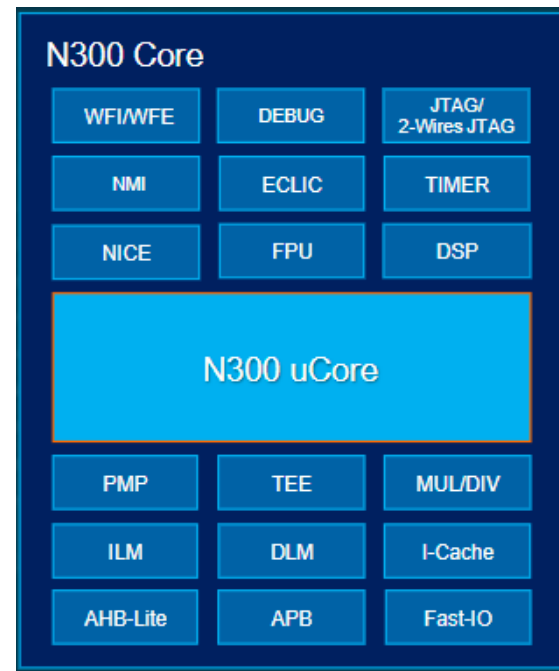 N300 Core
WFI/WFE
DEBUG
JTAG/
2-Wires JTAG
NMI
ECLIC
TIMER
NICE
FPU
DSP
N300 uCore
PMP
TEE
MUL/DIV
ILM
DLM
I-Cache
AHB-Lite
APB
Fast-IO